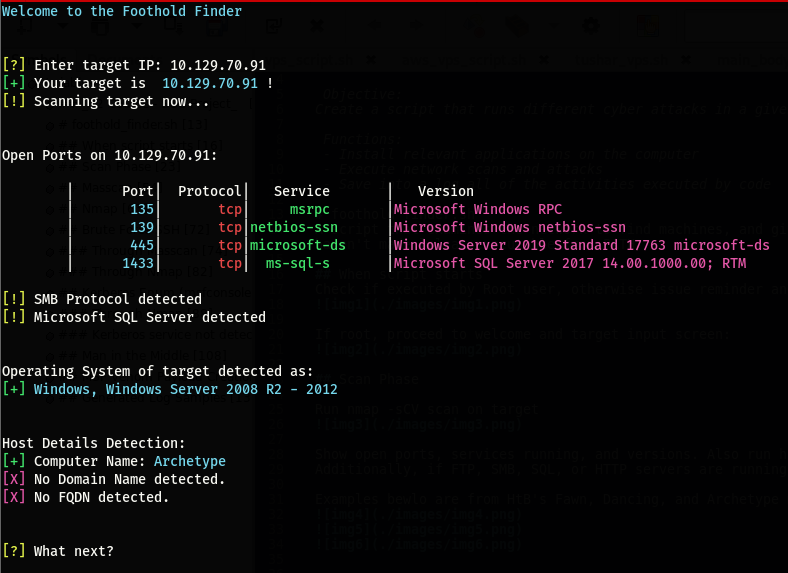 Welcome to the Foothold Finder
[?] Enter target IP: 10.129.70.91
[+] Your target is  10.129.70.91 !
[!] Scanning target now...
Open Ports on 10.129.70.91:
Port| Protocol| Service | Version
135| tcp| msrpc |Microsoft Windows RPC
139| tcp|netbios-ssn |Microsoft Windows netbios-ssn
445| tcp|microsoft-ds |Windows Server 2019 Standard 17763 microsoft-ds
1433| tcp| ms-sql-s |Microsoft SQL Server 2017 14.00.1000.00; RTM
[!] SMB Protocol detected
[!] Microsoft SQL Server detected
Operating System of target detected as:
[+] Windows, Windows Server 2008 R2 - 2012
Host Details Detection:
[+] Computer Name: Archetype
[X] No Domain Name detected.
[X] No FQDN detected.
[?] What next?